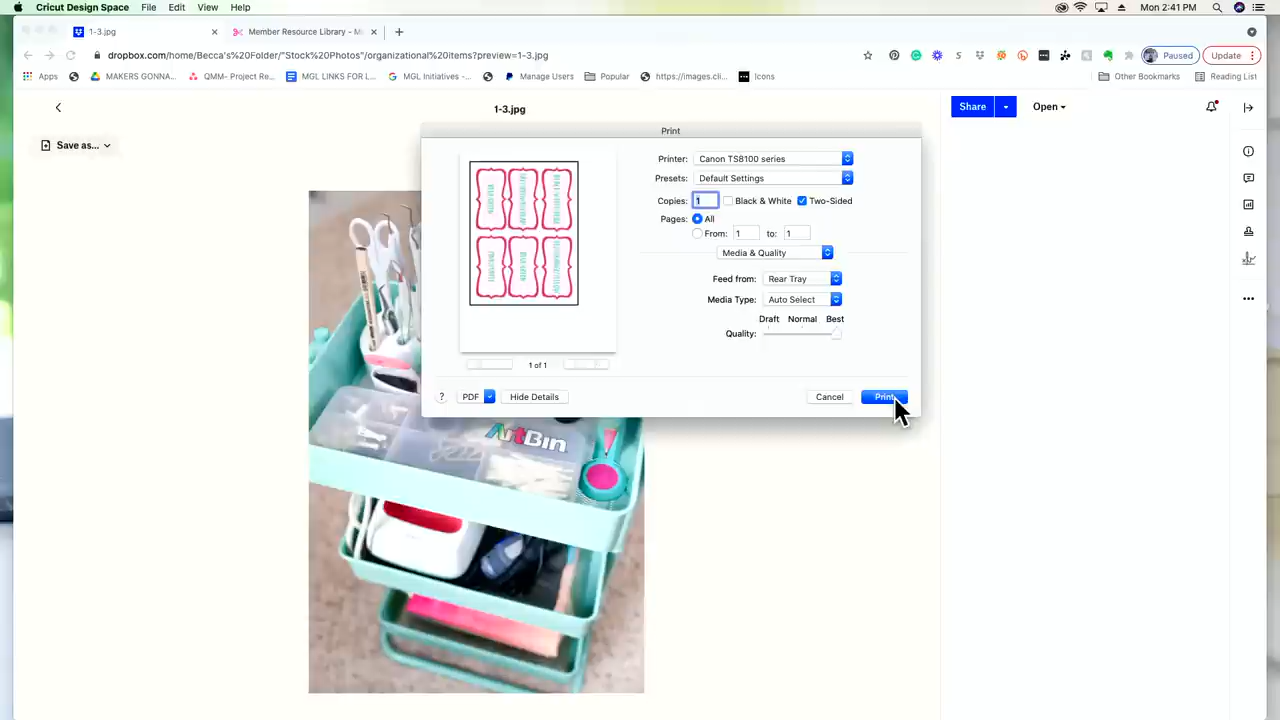 Cricut Design Space File Edit View Help Mon 2:41 PM
1-3.jpg Member Resource Library - M
dropbox.com/home/Becca's%20Folder/"Stock%20Photos"/organizational%20items?preview=1-3.jpg Paused Update
Apps MAKERS GONNA... QMM- Project Re... MGL LINKS FOR L... MGL Initiatives -... Manage Users Popular https://images.cli... Icons Other Bookmarks Reading List
1-3.jpg Share Open
Save as...
Print
Printer: Canon TS8100 series
Presets: Default Settings
Copies: 1 Black & White Two-Sided
Pages: All
From: 1 to: 1
Media & Quality
Feed from: Rear Tray
Media Type: Auto Select
Draft Normal Best
Quality:
1 of 1
? PDF Hide Details Cancel Print
ArtBin